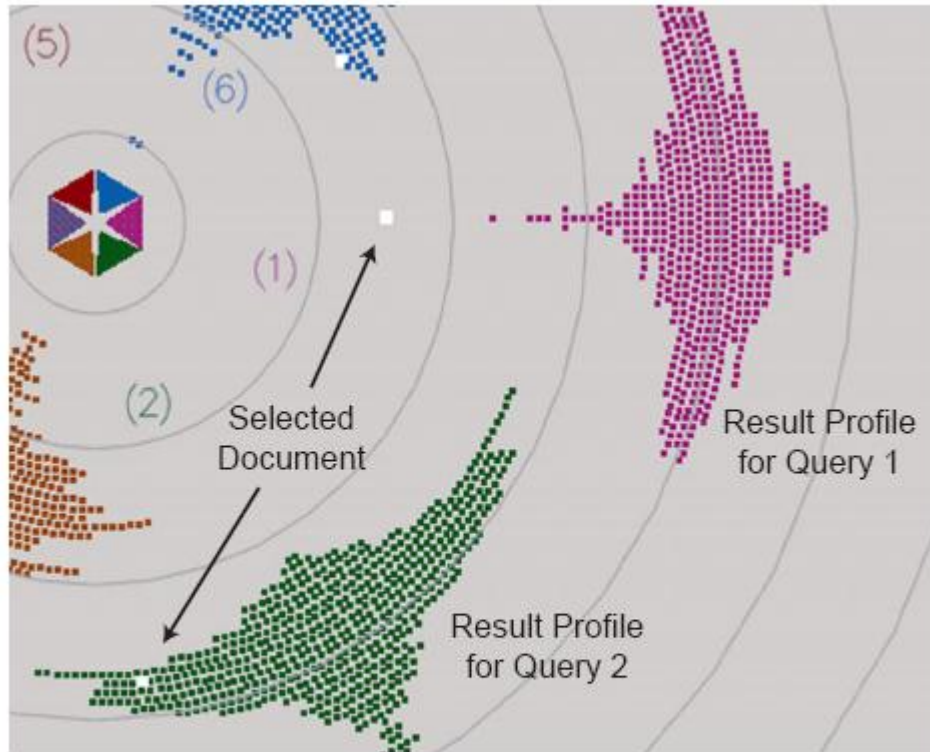 (5)
(6)
(1)
(2)
Selected
Document
Result Profile
for Query 1
Result Profile
for Query 2